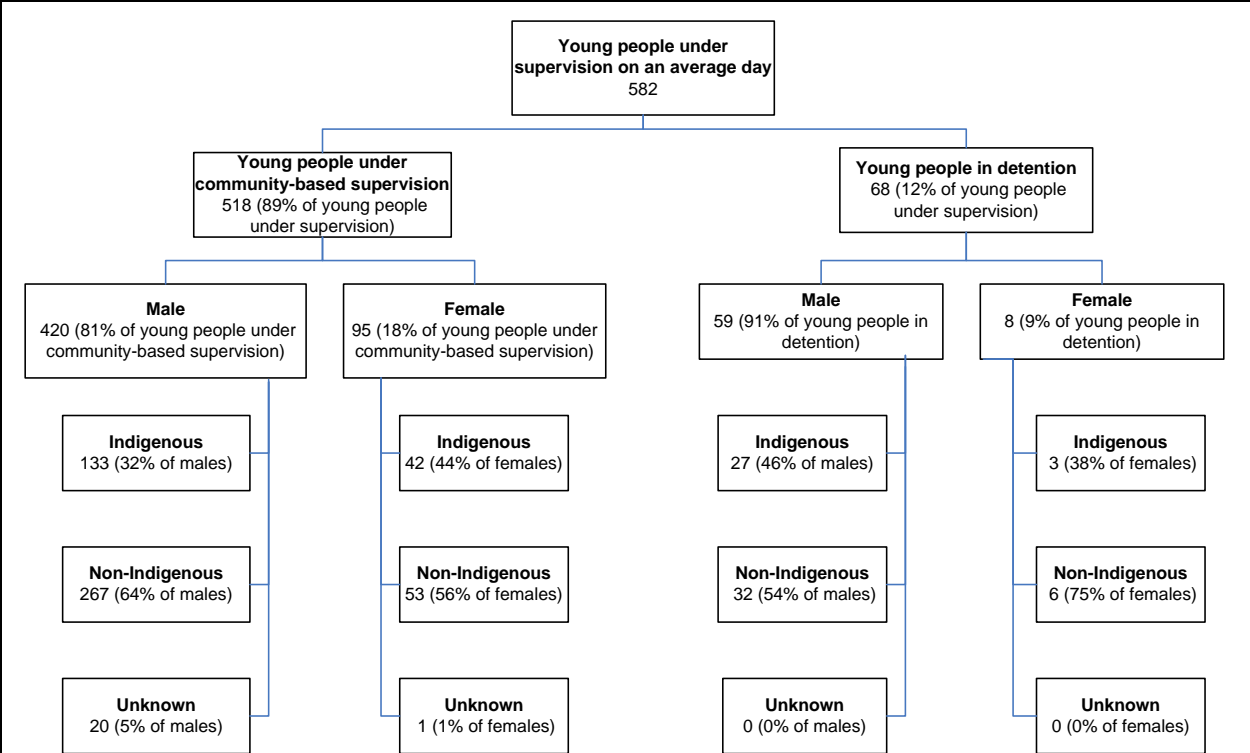 Young people under
supervision on an average day
582
Young people under
community-based supervision
518 (89% of young people
under supervision)
Young people in detention
68 (12% of young people
under supervision)
Male
420 (81% of young people under
community-based supervision)
Female
95 (18% of young people under
community-based supervision)
Male
59 (91% of young people in
detention)
Female
8 (9% of young people in
detention)
Indigenous
133 (32% of males)
Indigenous
42 (44% of females)
Indigenous
27 (46% of males)
Indigenous
3 (38% of females)
Non-Indigenous
267 (64% of males)
Non-Indigenous
53 (56% of females)
Non-Indigenous
32 (54% of males)
Non-Indigenous
6 (75% of females)
Unknown
20 (5% of males)
Unknown
1 (1% of females)
Unknown
0 (0% of males)
Unknown
0 (0% of females)